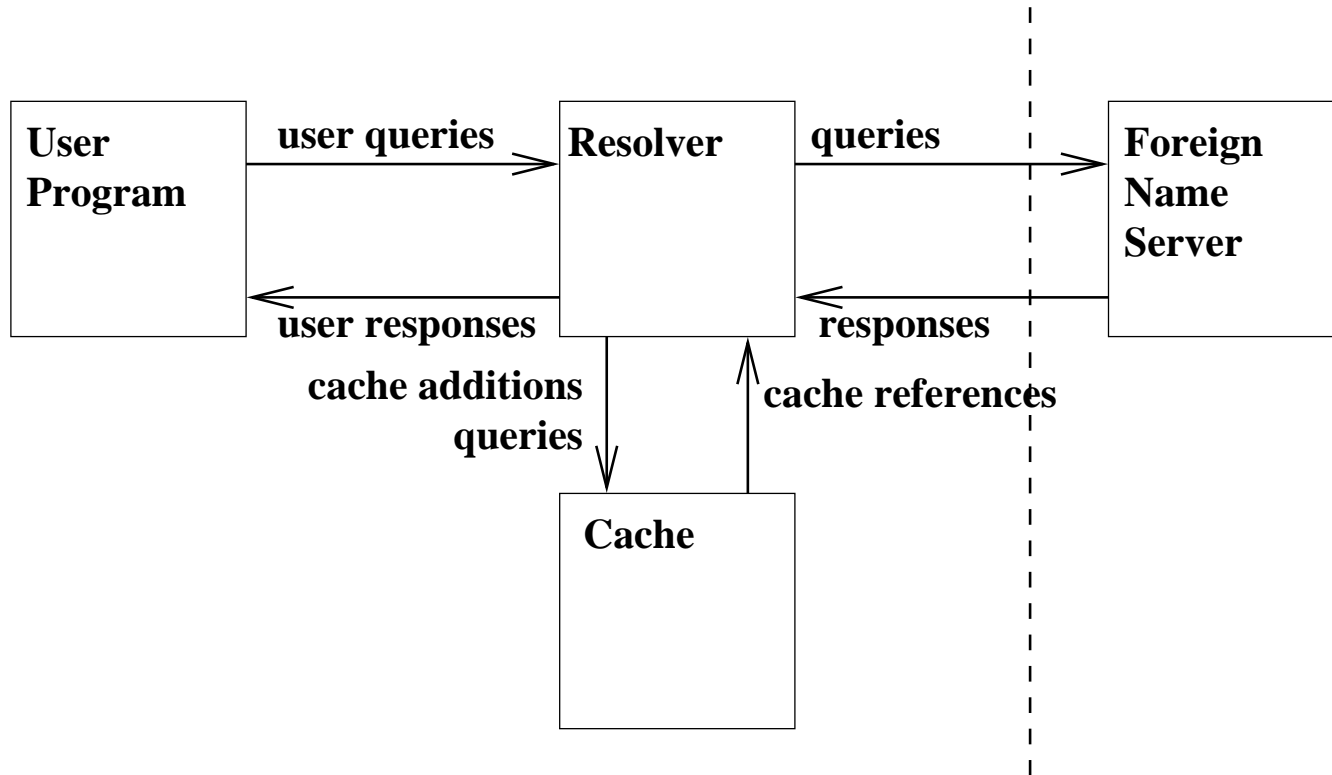 User
Program
user queries
Resolver
queries
Foreign
Name
Server
user responses
responses
cache additions
queries
cache references
Cache